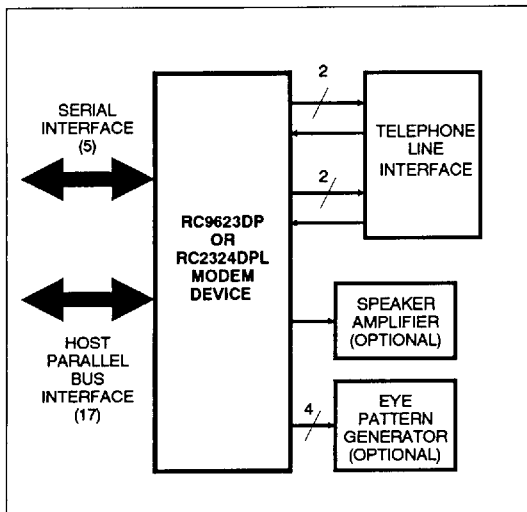 SERIAL
INTERFACE
(5)
HOST
PARALLEL
BUS
INTERFACE
(17)
RC9623DP
OR
RC2324DPL
MODEM
DEVICE
2
2
TELEPHONE
LINE
INTERFACE
SPEAKER
AMPLIFIER
(OPTIONAL)
4
EYE
PATTERN
GENERATOR
(OPTIONAL)